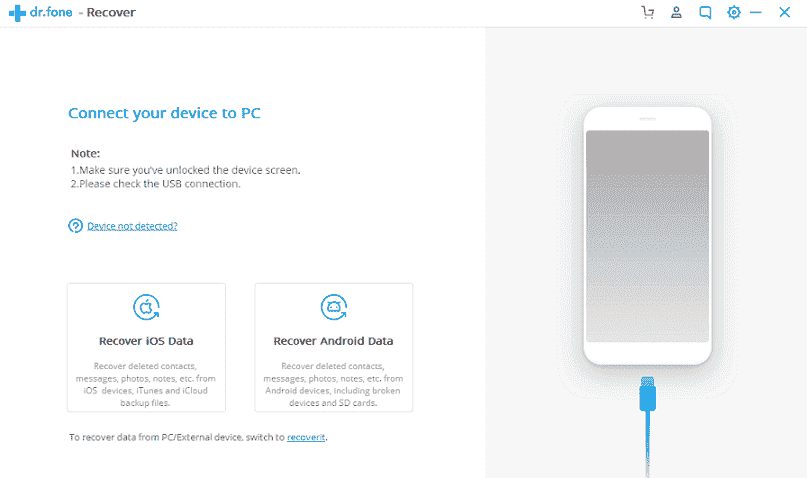 dr.fone - Recover
Connect your device to PC
Note:
1.Make sure you've unlocked the device screen.
2.Please check the USB connection.
Device not detected?
Recover iOS Data
Recover deleted contacts,
messages, photos, notes, etc. from
iOS devices, iTunes and iCloud
backup files.
Recover Android Data
Recover deleted contacts,
messages, photos, notes, etc. from
Android devices, including broken
devices and SD cards.
To recover data from PC/External device, switch to recoverit.